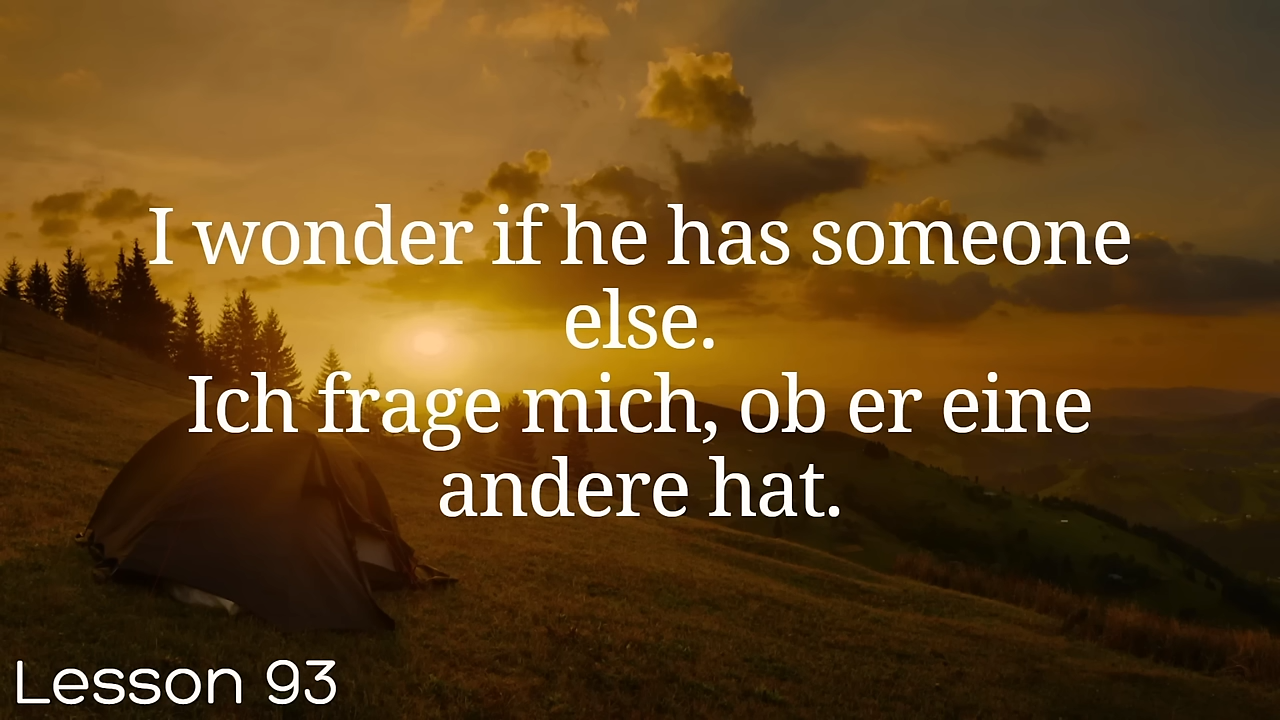 I wonder if he has someone
else.
Ich frage mich, ob er eine
andere hat.
Lesson 93